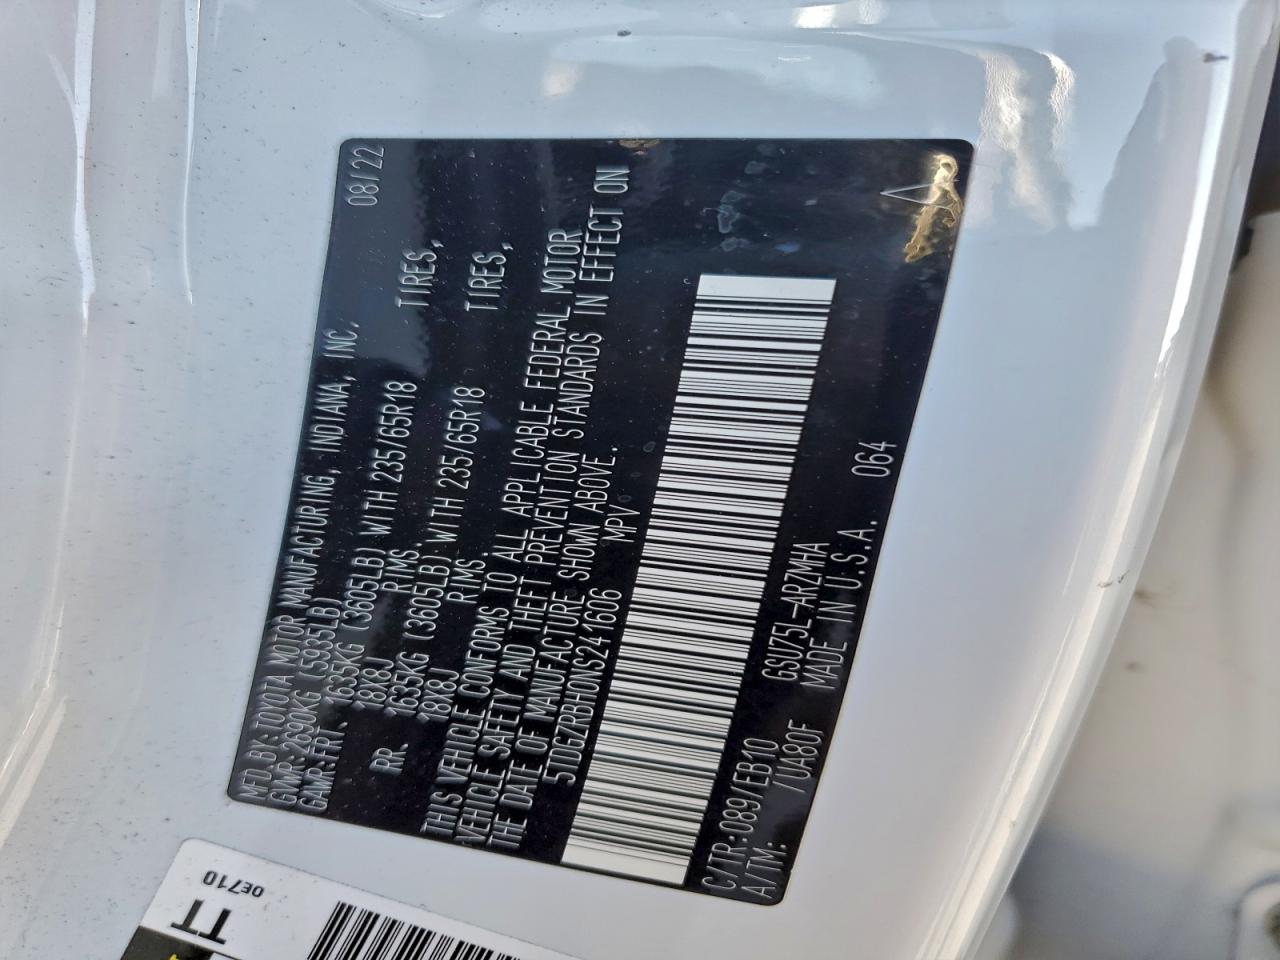 MFD.BY:TOYOTA MOTOR MANUFACTURING, INDIANA, INC. 08/22
GVWR:2690KG (5935LB)
GAWR:FRT. 1635KG (3605LB) WITH 235/65R18 TIRES,
18X8J RIMS.
RR. 1635KG (3605LB) WITH 235/65R18 TIRES,
18X8J RIMS.
THIS VEHICLE CONFORMS TO ALL APPLICABLE FEDERAL MOTOR
VEHICLE SAFETY AND THEFT PREVENTION STANDARDS IN EFFECT ON
THE DATE OF MANUFACTURE SHOWN ABOVE.
5TDGZRBH0NS241606 MPV
C/TR:089/EB10 GSU75L-ARZMHA
A/TM: /UA80F MADE IN U.S.A. 064
0E710
TT